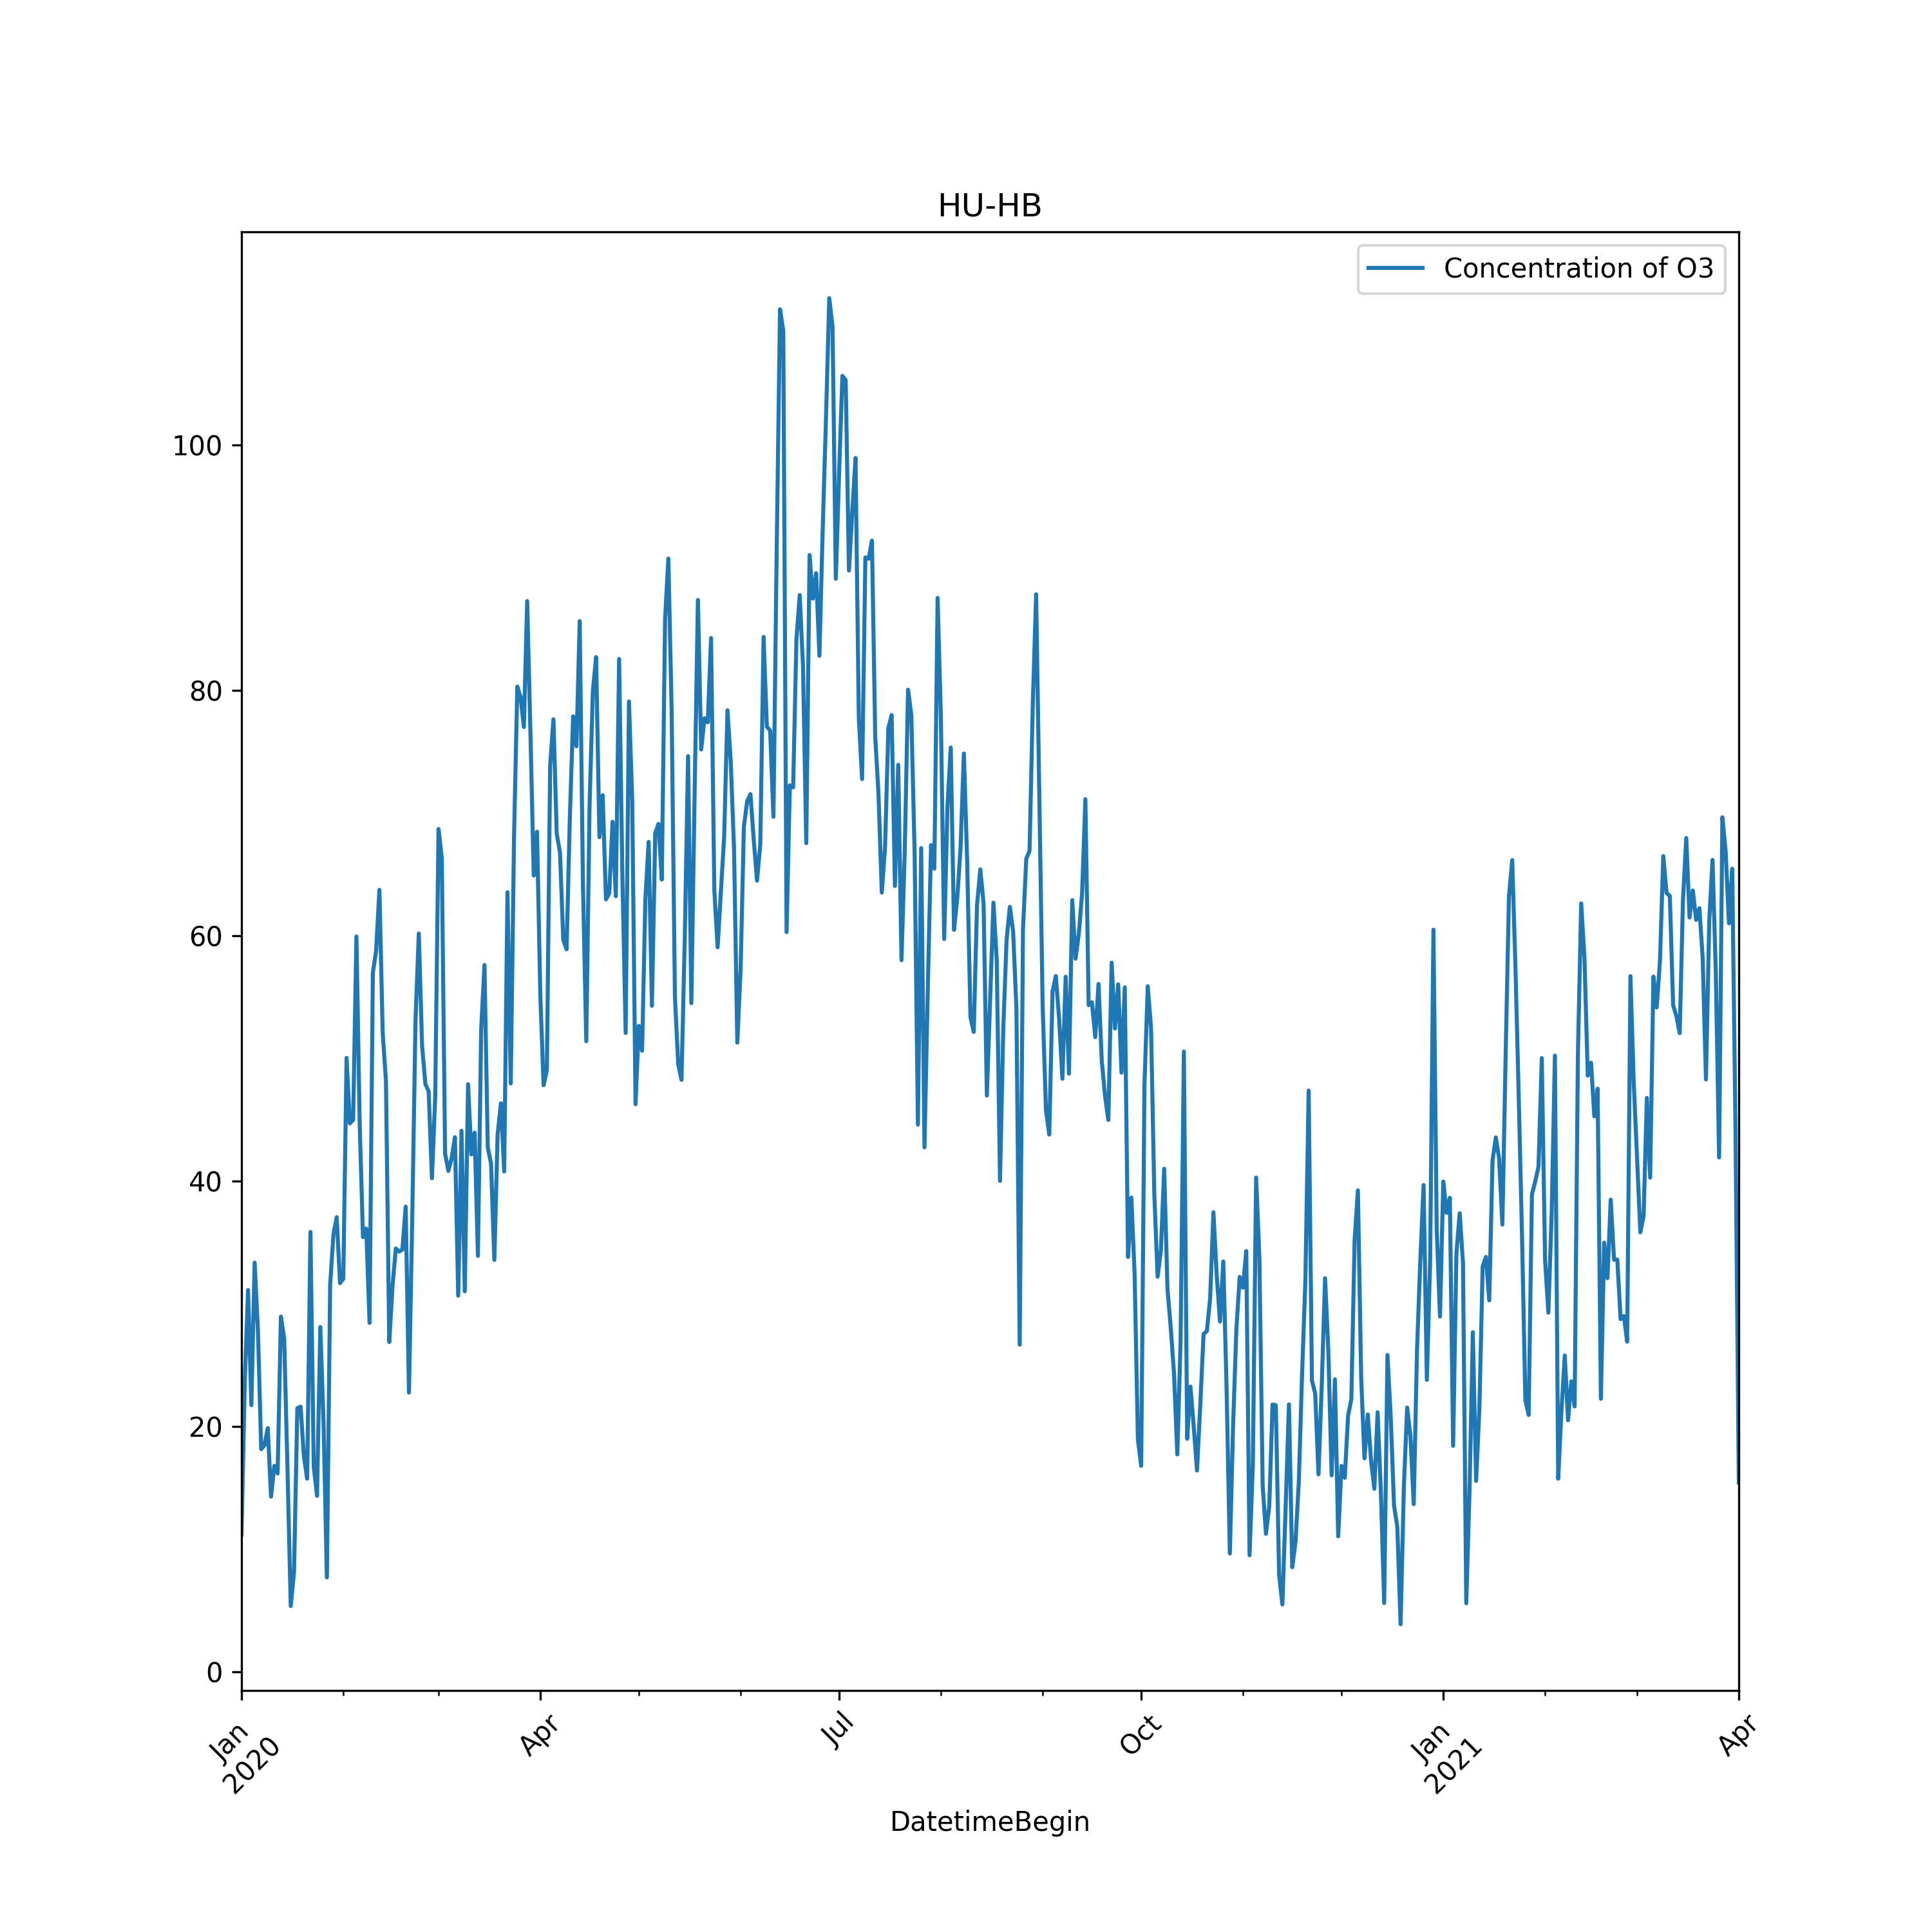 HU-HB
Concentration of O3
100
80
60
40
20
0
Jan
2020
Apr
Jul
Oct
Jan
2021
Apr
DatetimeBegin